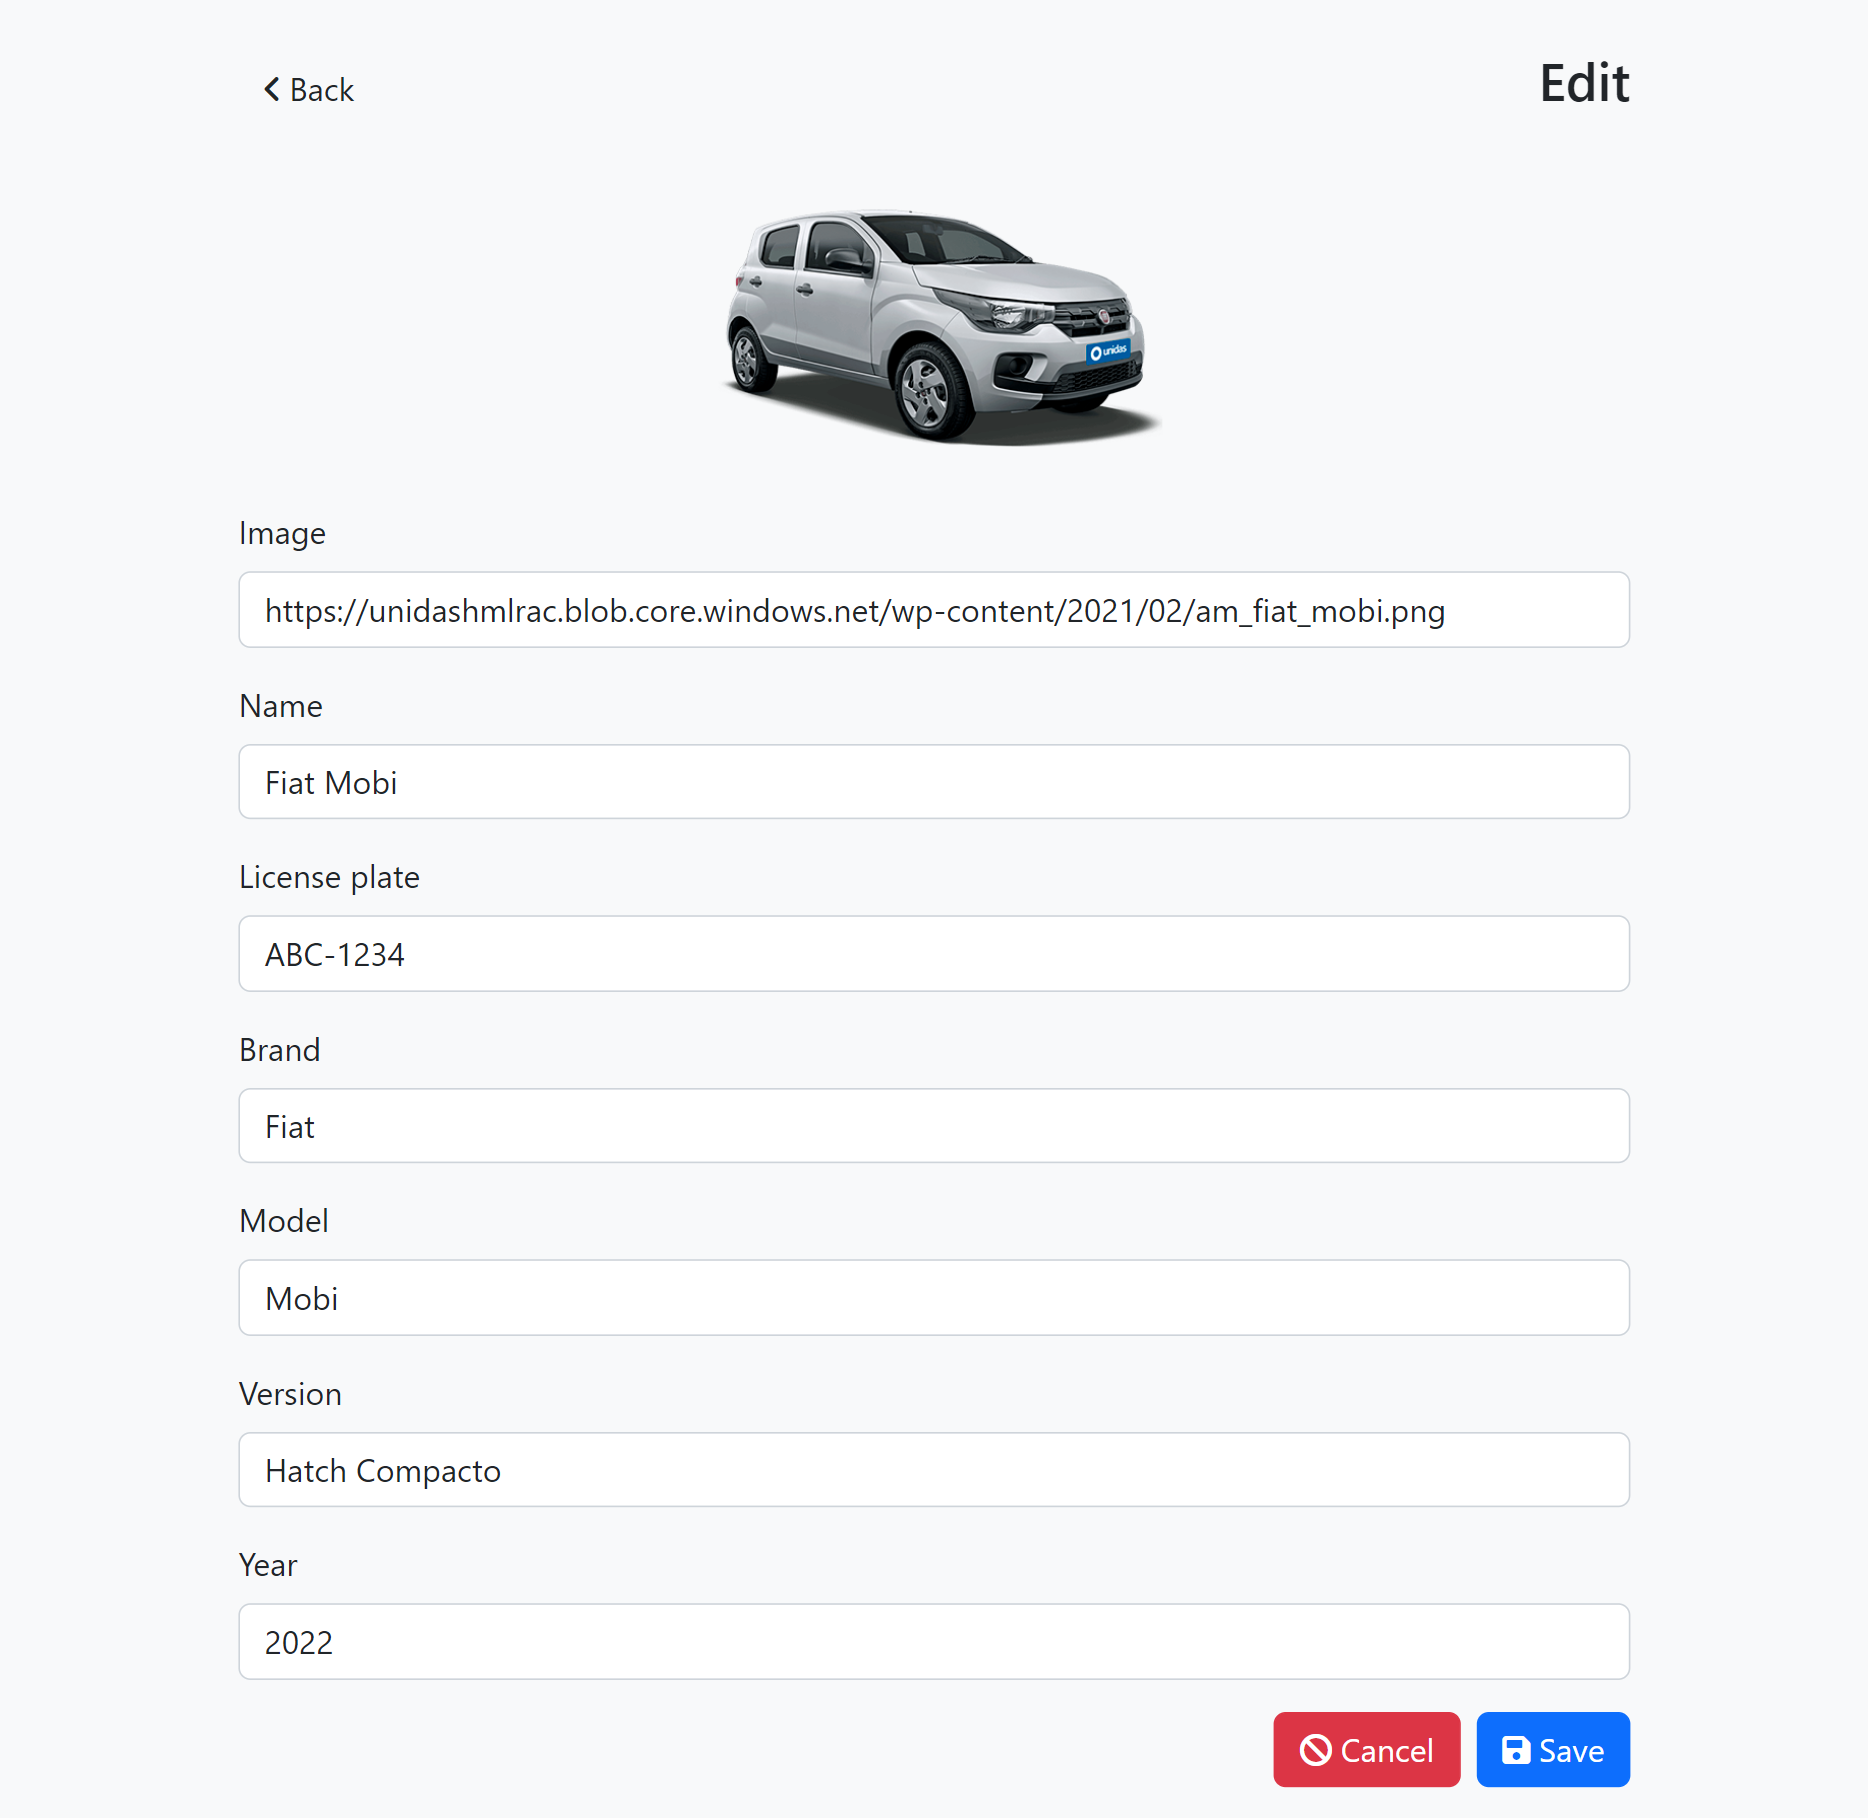 Back
Edit
unidas
Image
https://unidashmlrac.blob.core.windows.net/wp-content/2021/02/am_fiat_mobi.png
Name
Fiat Mobi
License plate
ABC-1234
Brand
Fiat
Model
Mobi
Version
Hatch Compacto
Year
2022
Cancel
Save